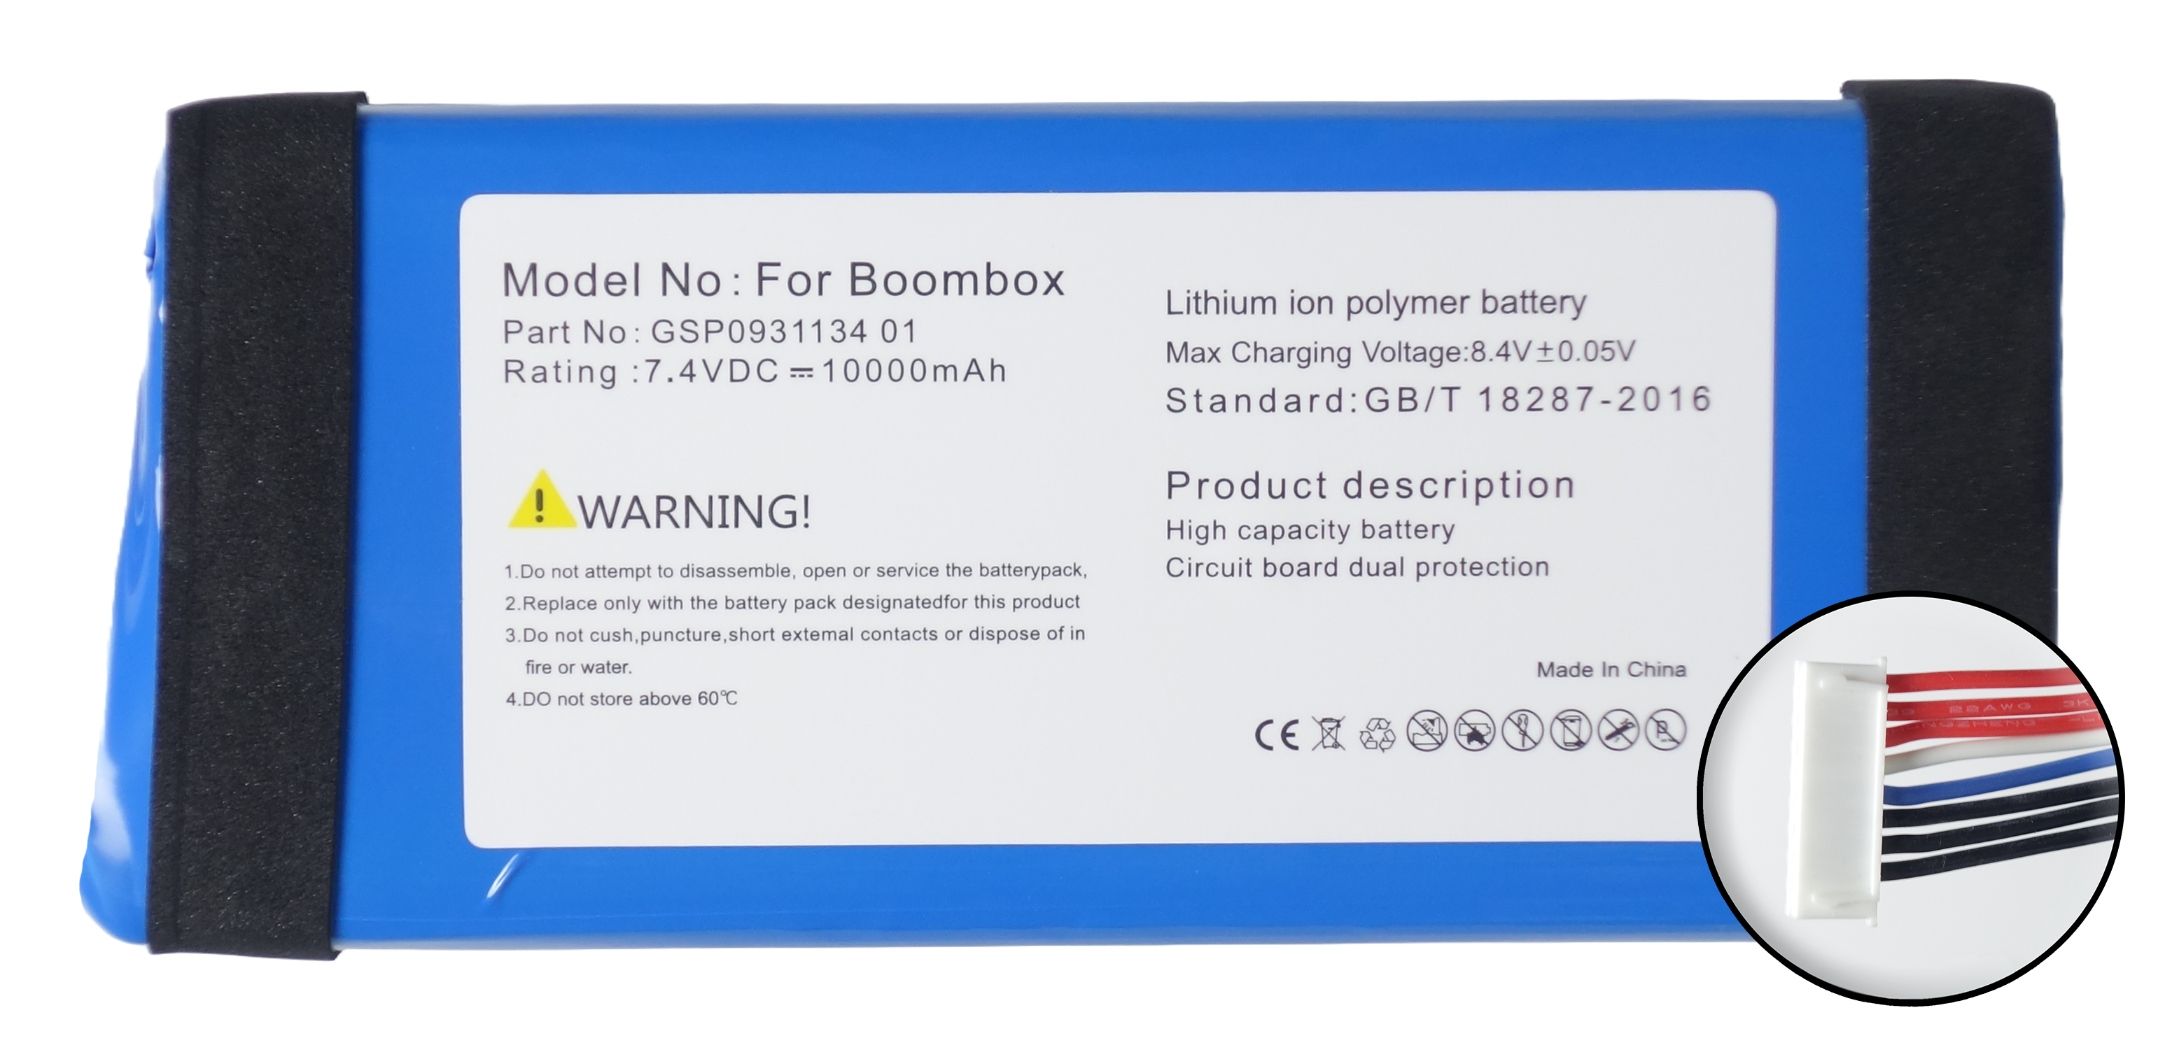 Model No: For Boombox
Part No: GSP0931134 01
Rating :7.4VDC⎓10000mAh
WARNING!
1.Do not attempt to disassemble, open or service the batterypack,
2.Replace only with the battery pack designatedfor this product
3.Do not cush,puncture,short extemal contacts or dispose of in
fire or water.
4.DO not store above 60℃
Lithium ion polymer battery
Max Charging Voltage:8.4V±0.05V
Standard:GB/T 18287-2016
Product description
High capacity battery
Circuit board dual protection
Made In China
CE
22AWG